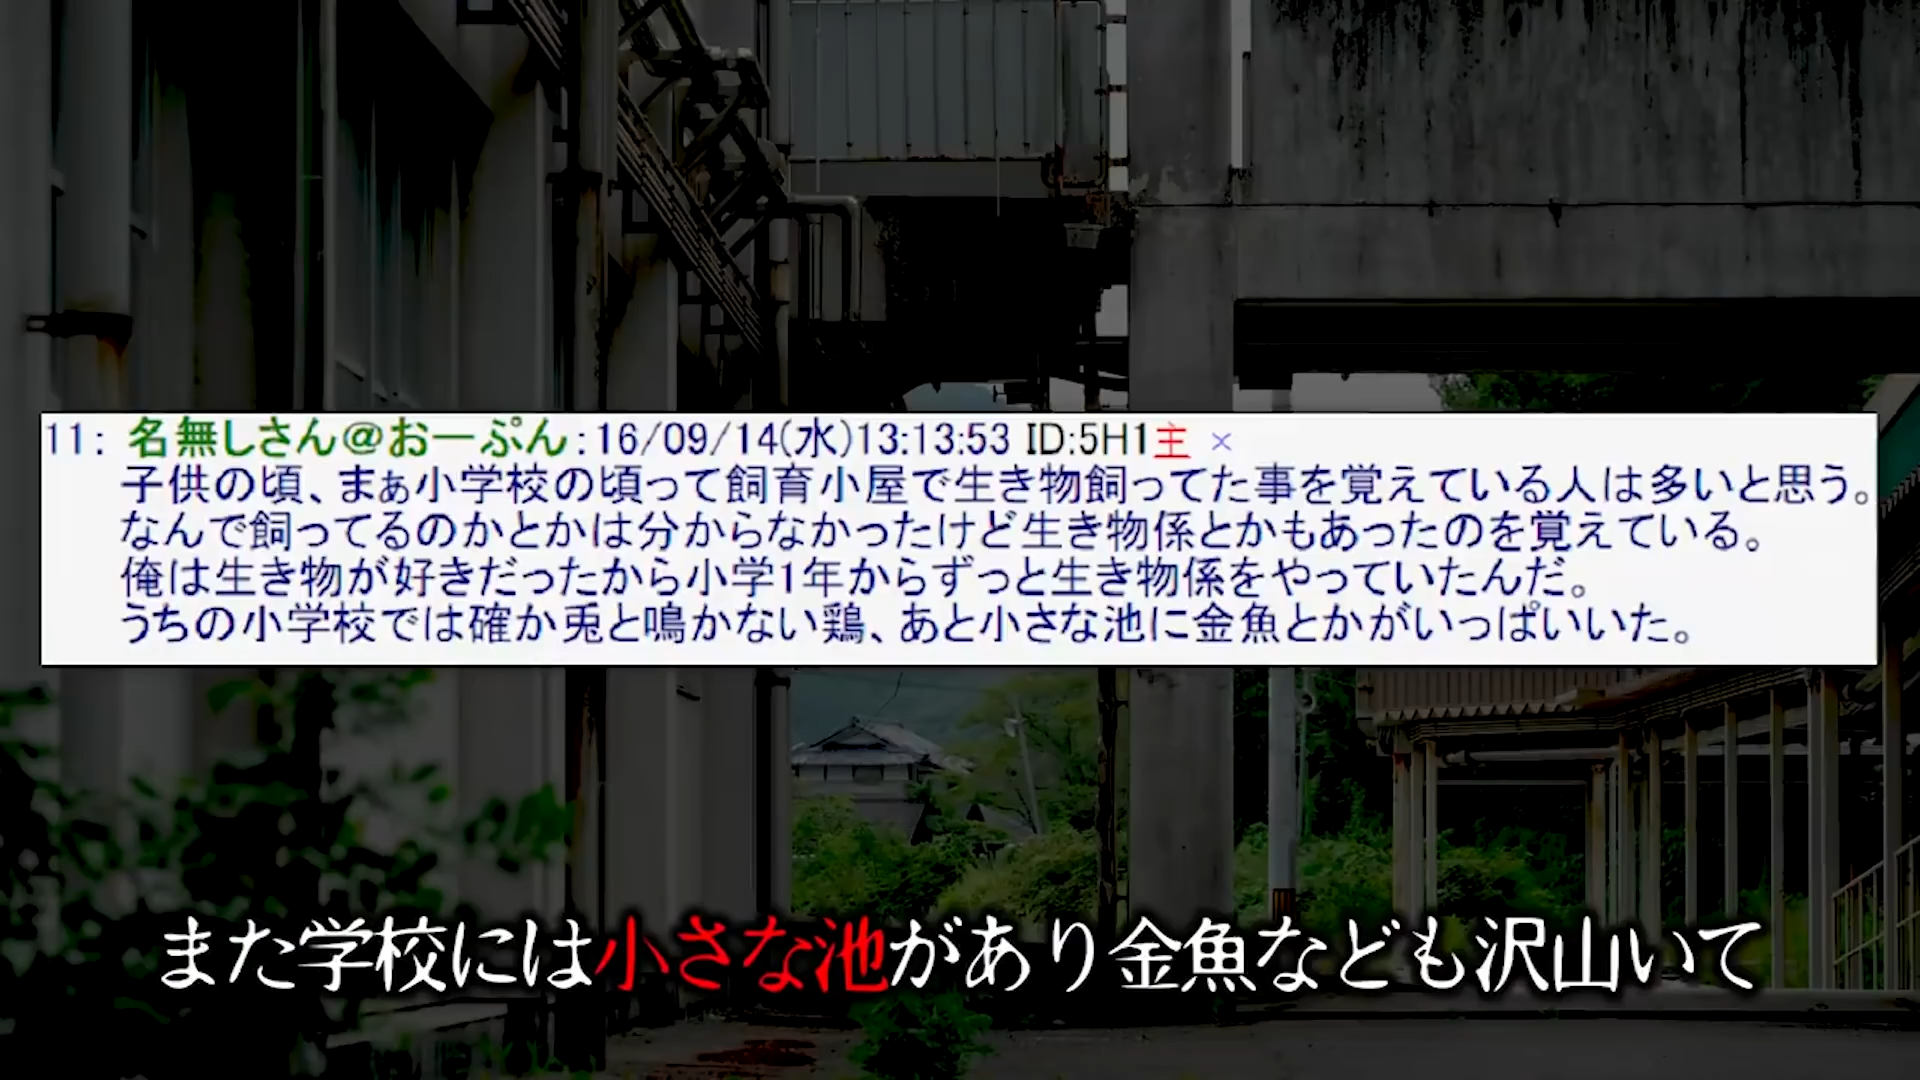 11: 名無しさん@おーぷん:16/09/14(水)13:13:53 ID:5H1主 ×
子供の頃、まぁ小学校の頃って飼育小屋で生き物飼ってた事を覚えている人は多いと思う。
なんで飼ってるのかとかは分からなかったけど生き物係とかもあったのを覚えている。
俺は生き物が好きだったから小学1年からずっと生き物係をやっていたんだ。
うちの小学校では確か兎と鳴かない鶏、あと小さな池に金魚とかがいっぱいいた。
また学校には小さな池があり金魚なども沢山いて